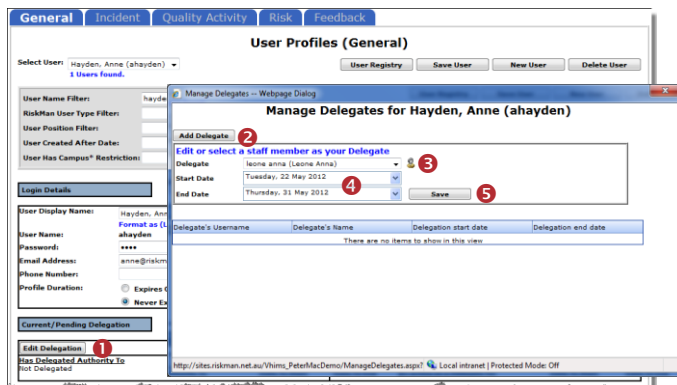 General Incident Quality Activity Risk Feedback
User Profiles (General)
Select User: Hayden, Anne (ahayden)
1 Users found.
User Registry Save User New User Delete User
User Name Filter: hayde
RiskMan User Type Filter:
User Position Filter:
User Created After Date:
User Has Campus* Restriction:
Login Details
User Display Name: Hayden, Ann
Format as (L
User Name: ahayden
Password: ••••
Email Address: anne@riskm
Phone Number:
Profile Duration: Expires
Never Ex
Current/Pending Delegation
Edit Delegation 1
Has Delegated Authority To
Not Delegated
Manage Delegates -- Webpage Dialog
Manage Delegates for Hayden, Anne (ahayden)
Add Delegate 2
Edit or select a staff member as your Delegate
Delegate leone anna (Leone Anna) 3
Start Date Tuesday, 22 May 2012 4
End Date Thursday, 31 May 2012 Save 5
Delegate's Username Delegate's Name Delegation start date Delegation end date
There are no items to show in this view
http://sites.riskman.net.au/Vhims_PeterMacDemo/ManageDelegates.aspx? Local intranet | Protected Mode: Off